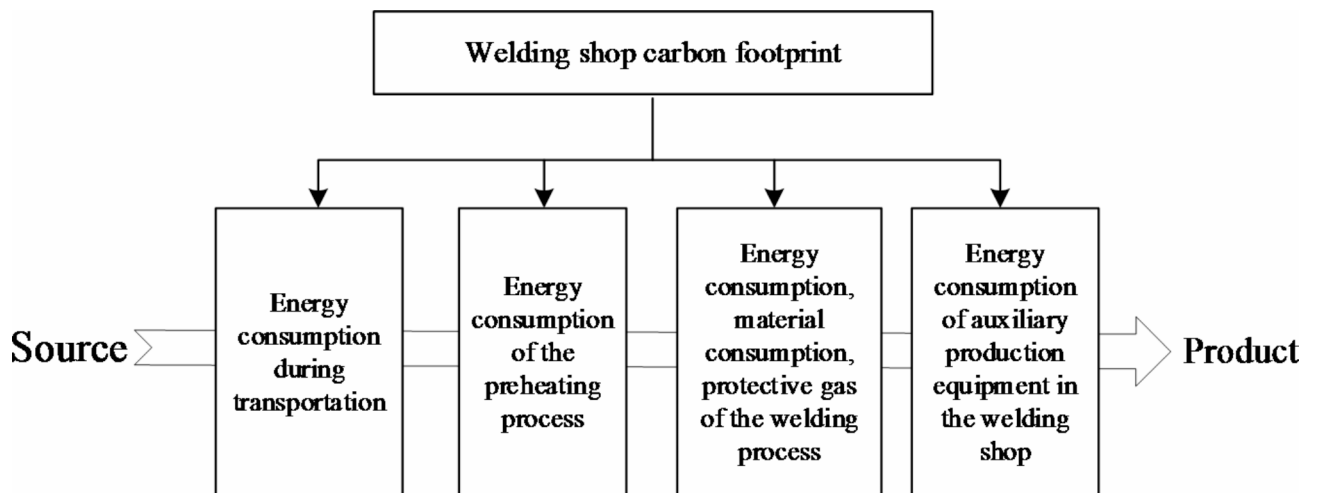 Welding shop carbon footprint
Source
Energy
consumption
during
transportation
Energy
consumption
of the
preheating
process
Energy
consumption,
material
consumption,
protective gas
of the welding
process
Energy
consumption
of auxiliary
production
equipment in
the welding
shop
Product